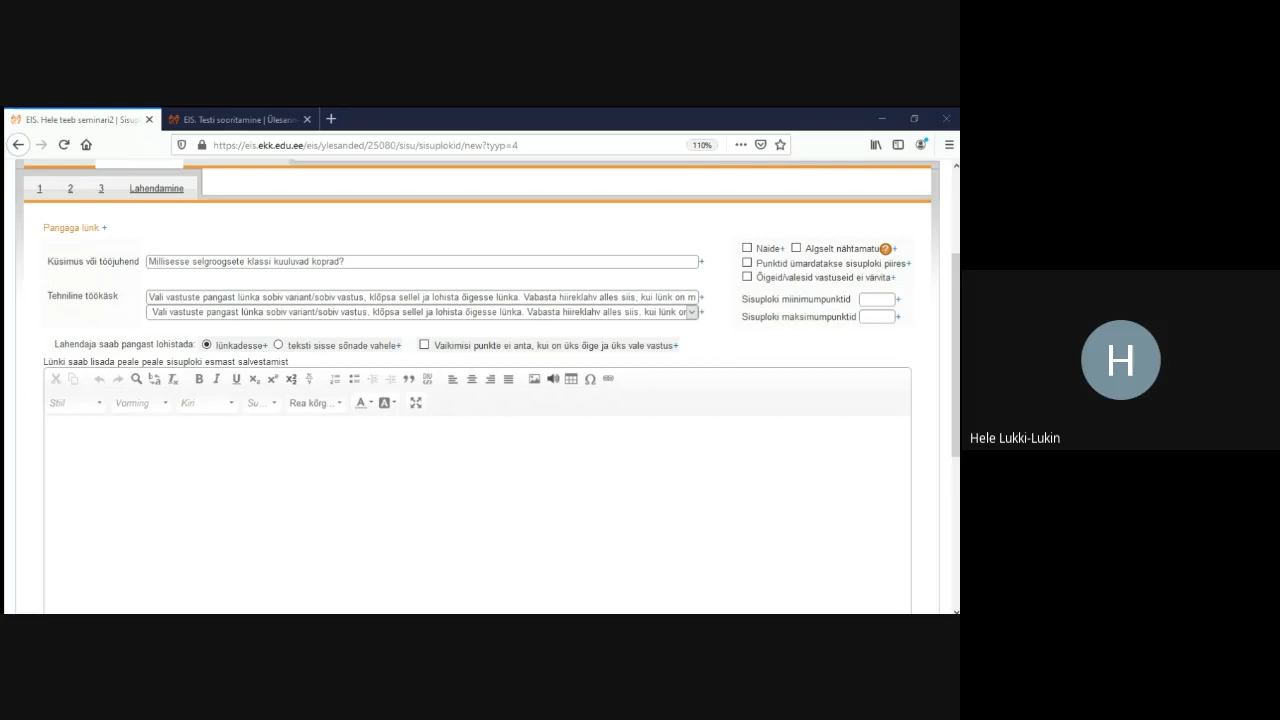 EIS. Hele teeb seminari2 | Sisup
EIS. Testi sooritamine | Ülesann
https://eis.ekk.edu.ee/eis/ylesanded/25080/sisu/sisuplokid/new?tyyp=4
110%
1 2 3 Lahendamine
Pangaga lünk +
Küsimus või tööjuhend Millisesse selgroogsete klassi kuuluvad koprad? +
Tehniline töökäsk Vali vastuste pangast lünka sobiv variant/sobiv vastus, klõpsa sellel ja lohista õigesse lünka. Vabasta hiireklahv alles siis, kui lünk on m +
Vali vastuste pangast lünka sobiv variant/sobiv vastus, klõpsa sellel ja lohista õigesse lünka. Vabasta hiireklahv alles siis, kui lünk on +
Näide+ Algselt nähtamatu ? +
Punktid ümardatakse sisuploki piires+
Õigeid/valesid vastuseid ei värvita+
Sisuploki miinimumpunktid +
Sisuploki maksimumpunktid +
Lahendaja saab pangast lohistada: lünkadesse+ teksti sisse sõnade vahele+ Vaikimisi punkte ei anta, kui on üks õige ja üks vale vastus+
Lünki saab lisada peale peale sisuploki esmast salvestamist
Stiil Vorming Kiri Su... Rea kõrg...
H
Hele Lukki-Lukin